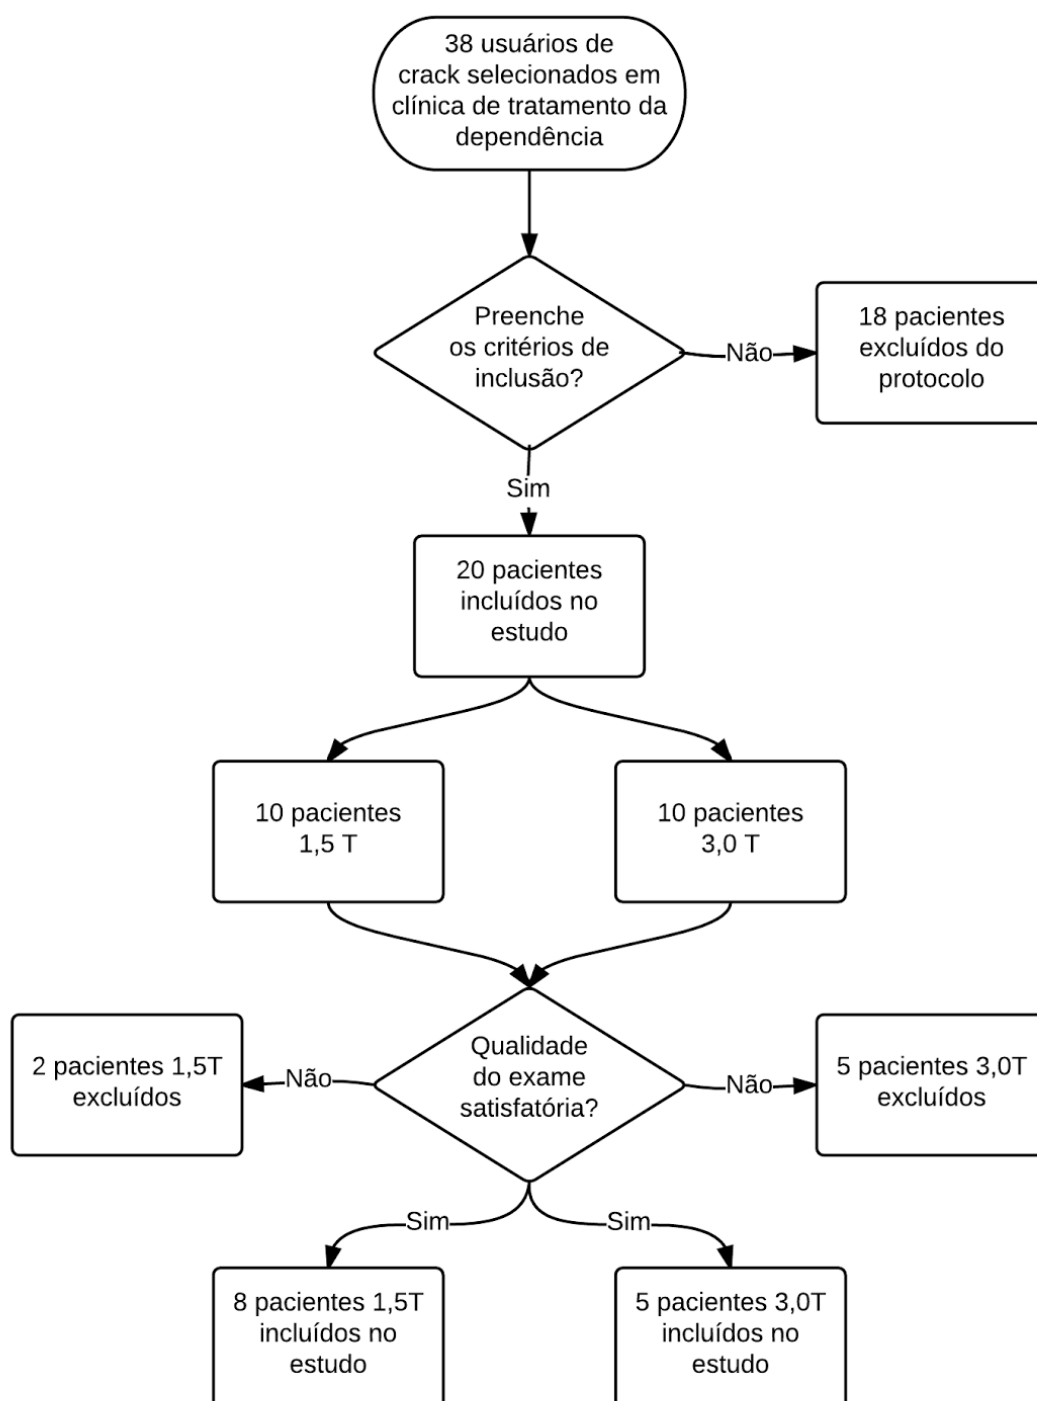 38 usuários de
crack selecionados em
clínica de tratamento da
dependência
Preenche
os critérios de
inclusão?
Não
18 pacientes
excluídos do
protocolo
Sim
20 pacientes
incluídos no
estudo
10 pacientes
1,5 T
10 pacientes
3,0 T
Qualidade
do exame
satisfatória?
Não
2 pacientes 1,5T
excluídos
Não
5 pacientes 3,0T
excluídos
Sim
Sim
8 pacientes 1,5T
incluídos no
estudo
5 pacientes 3,0T
incluídos no
estudo